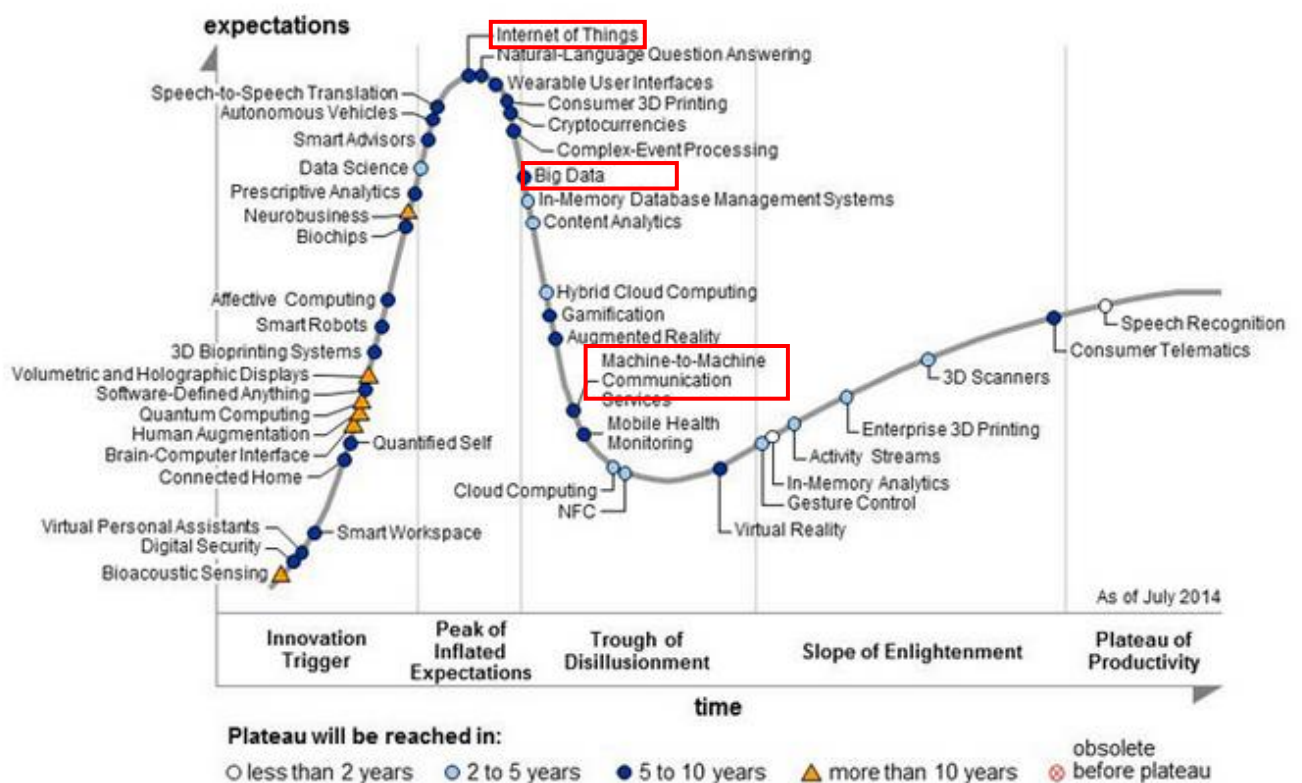 expectations
Internet of Things
Natural-Language Question Answering
Wearable User Interfaces
Consumer 3D Printing
Cryptocurrencies
Complex-Event Processing
Big Data
In-Memory Database Management Systems
Content Analytics
Hybrid Cloud Computing
Gamification
Augmented Reality
Machine-to-Machine
Communication
Services
Mobile Health
Monitoring
Speech-to-Speech Translation
Autonomous Vehicles
Smart Advisors
Data Science
Prescriptive Analytics
Neurobusiness
Biochips
Affective Computing
Smart Robots
3D Bioprinting Systems
Volumetric and Holographic Displays
Software-Defined Anything
Quantum Computing
Human Augmentation
Brain-Computer Interface
Connected Home
Quantified Self
Virtual Personal Assistants
Digital Security
Bioacoustic Sensing
Smart Workspace
Cloud Computing
NFC
Virtual Reality
Gesture Control
In-Memory Analytics
Activity Streams
Enterprise 3D Printing
3D Scanners
Consumer Telematics
Speech Recognition
As of July 2014
Innovation
Trigger
Peak of
Inflated
Expectations
Trough of
Disillusionment
Slope of Enlightenment
Plateau of
Productivity
time
Plateau will be reached in:
less than 2 years
2 to 5 years
5 to 10 years
more than 10 years
obsolete
before plateau